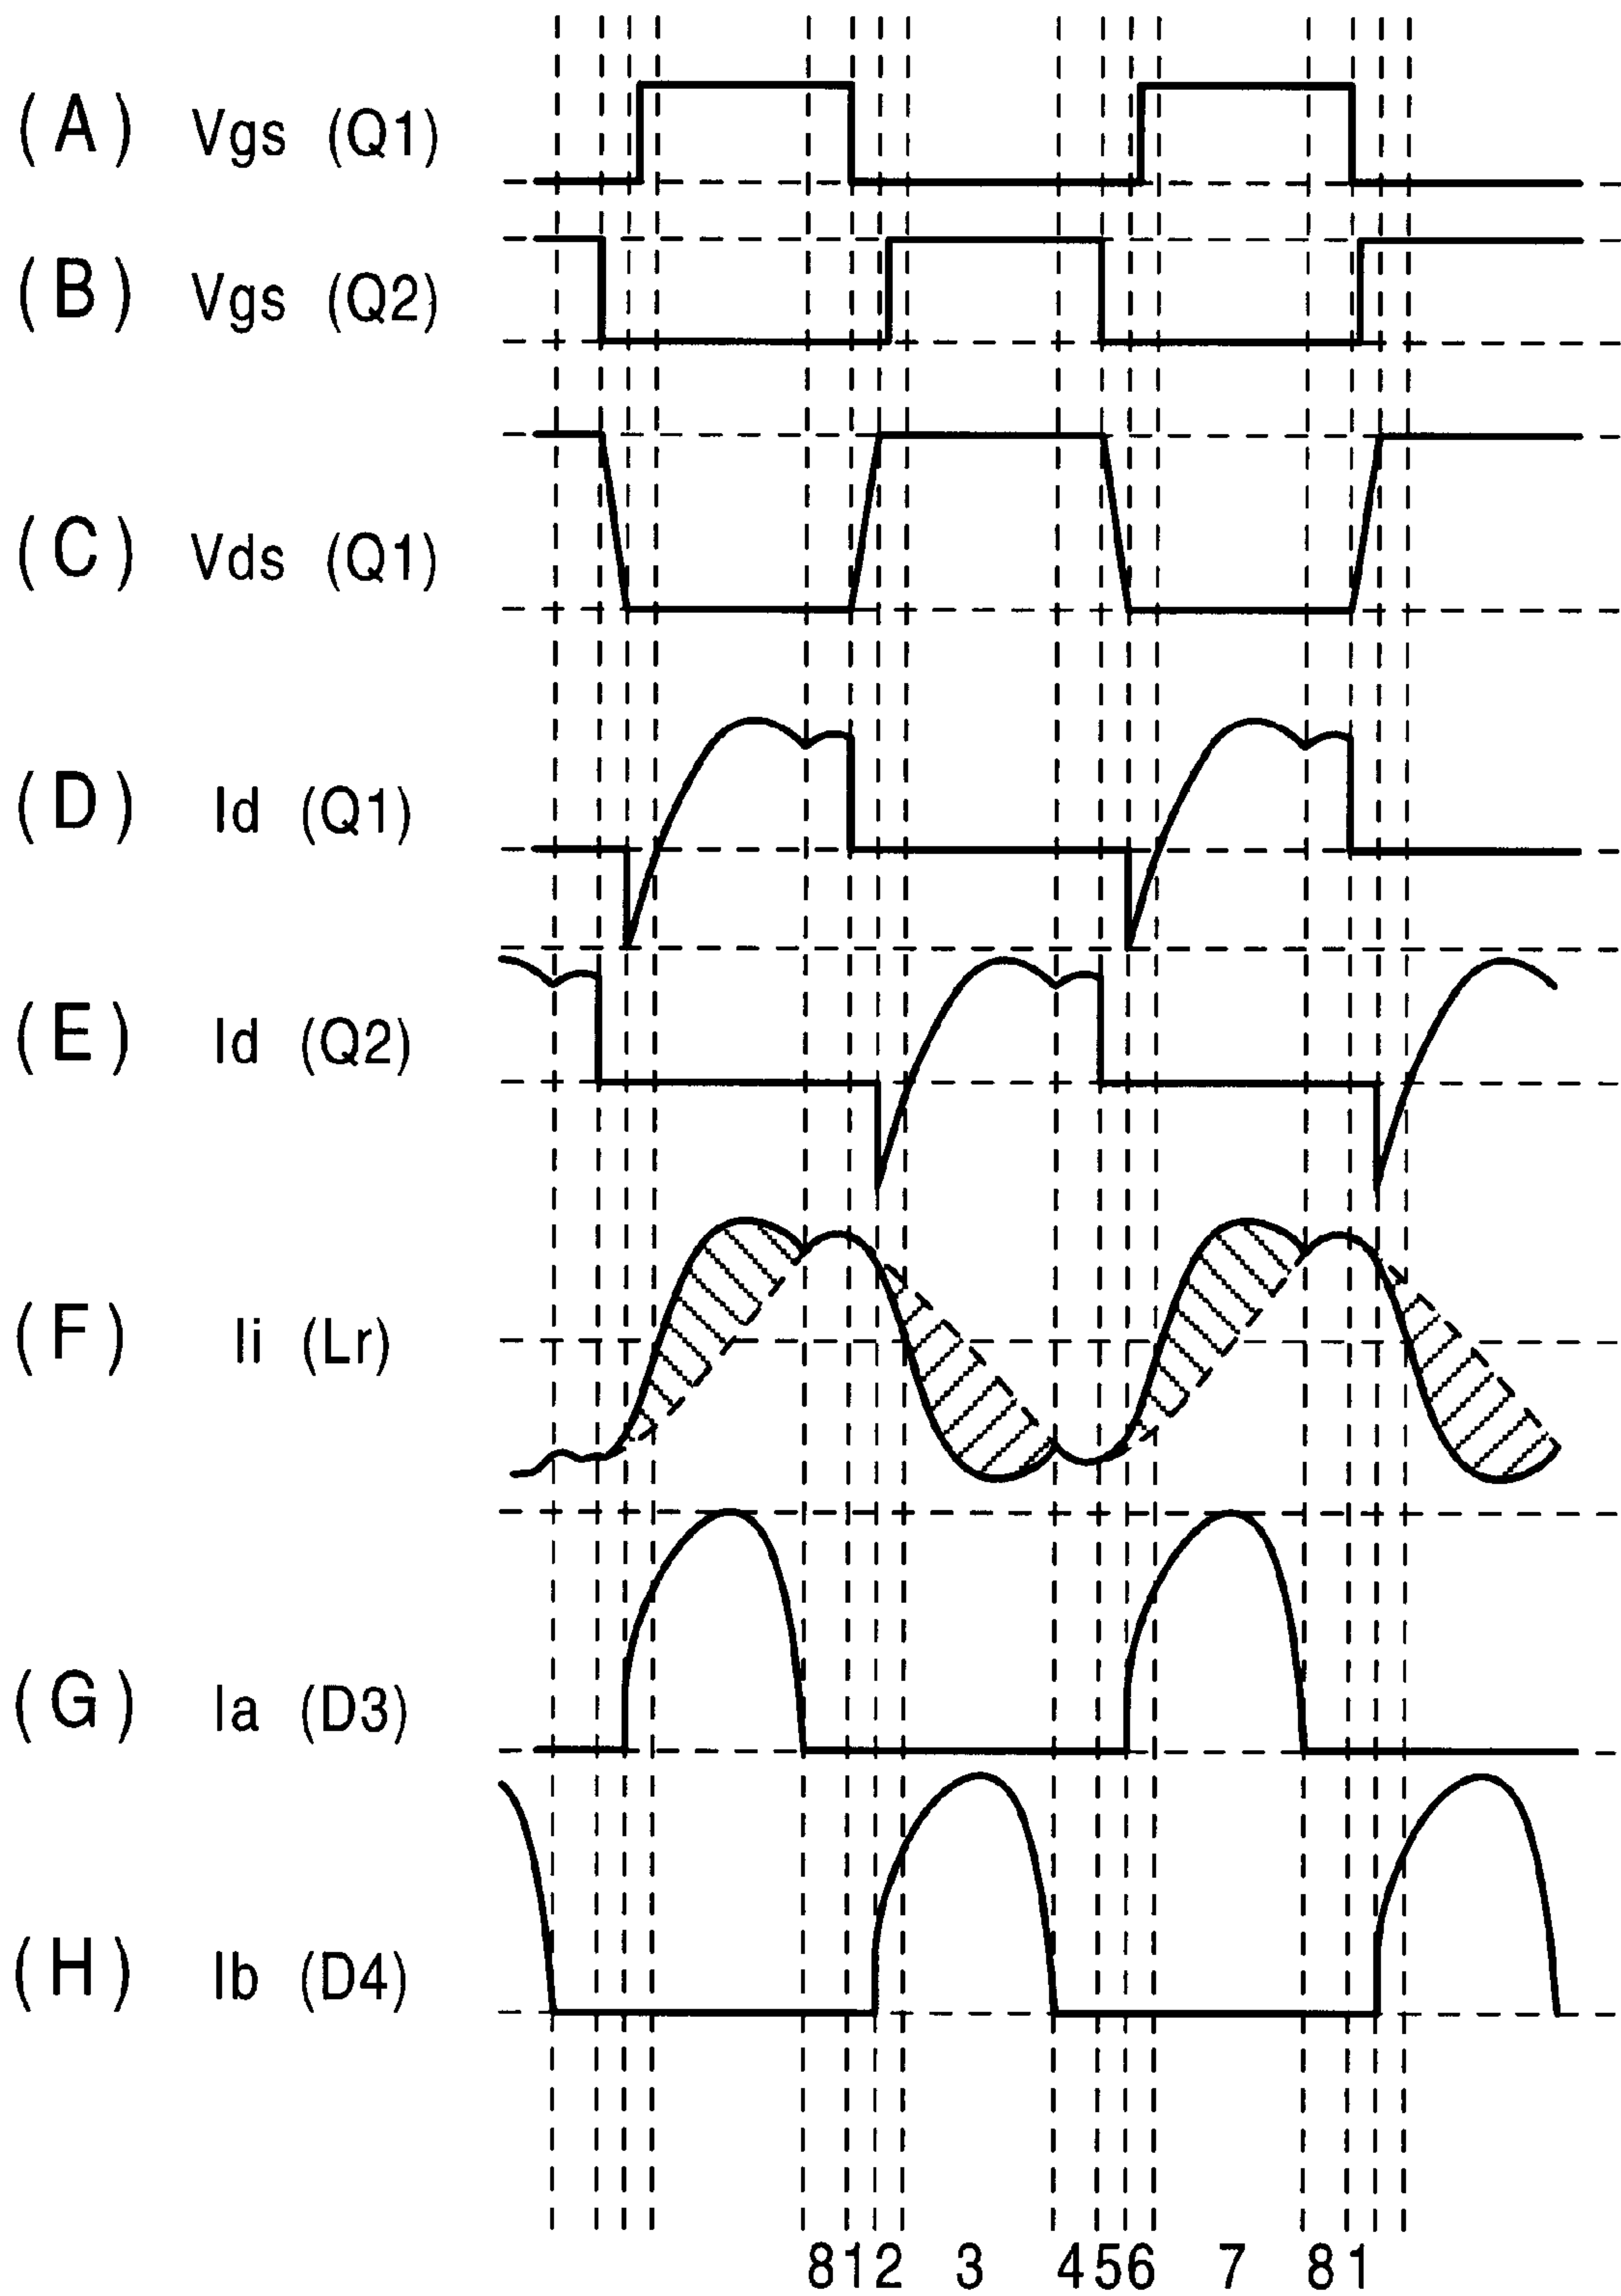 (A) Vgs (Q1)
(B) Vgs (Q2)
(C) Vds (Q1)
(D) Id (Q1)
(E) Id (Q2)
(F) Ii (Lr)
(G) Ia (D3)
(H) Ib (D4)
812 3 456 7 81